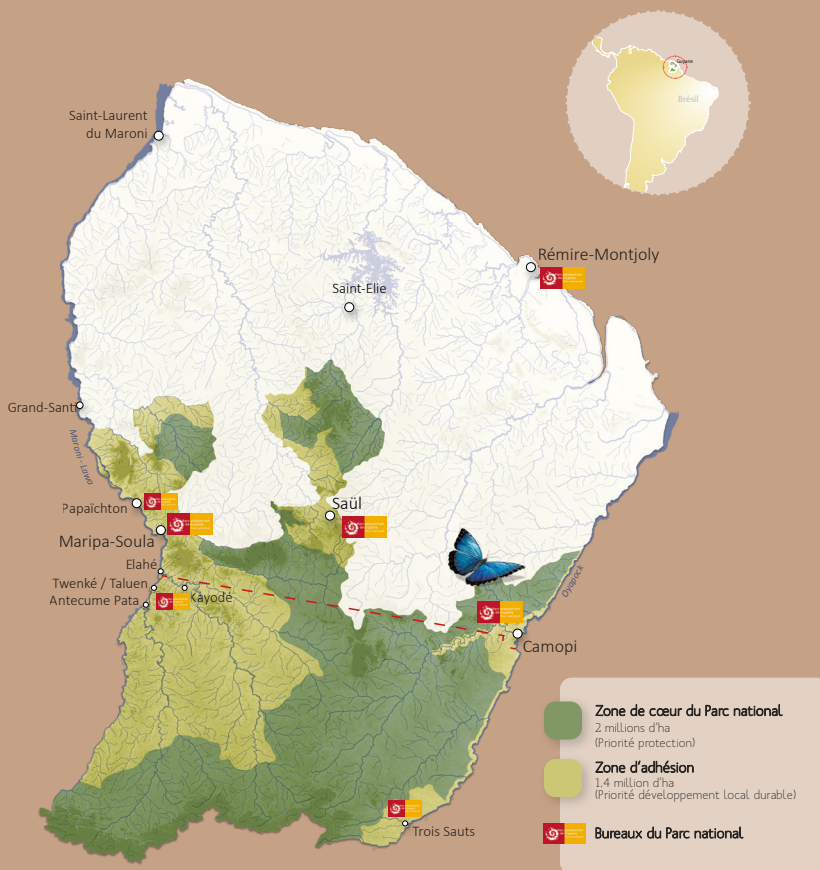 Guyane
Brésil
Saint-Laurent
du Maroni
Rémire-Montjoly
Saint-Elie
Grand-Santi
Maroni - Lawa
Papaïchton
Saül
Maripa-Soula
Elahé
Twenké / Taluen
Kayodé
Antecume Pata
Oyapock
Camopi
Trois Sauts
Zone de cœur du Parc national
2 millions d'ha
(Priorité protection)
Zone d'adhésion
1,4 million d'ha
(Priorité développement local durable)
Bureaux du Parc national